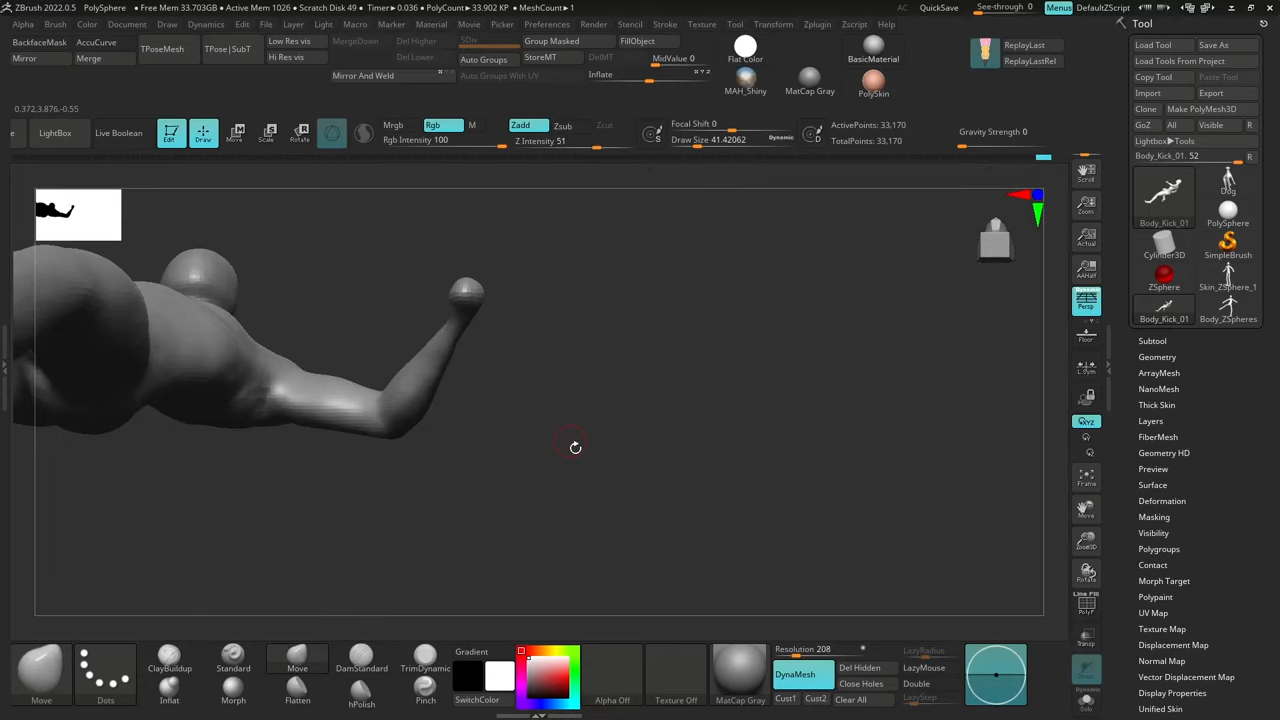 ZBrush 2022.0.5 PolySphere • Free Mem 33.703GB • Active Mem 1026 • Scratch Disk 49 • Timer▸0.036 • PolyCount▸33.902 KP • MeshCount▸1 AC QuickSave See-through 0 Menus DefaultZScript
Alpha Brush Color Document Draw Dynamics Edit File Layer Light Macro Marker Material Movie Picker Preferences Render Stencil Stroke Texture Tool Transform Zplugin Zscript Help Tool
BackfaceMask AccuCurve TPoseMesh TPose|SubT Low Res vis MergeDown Del Higher SDiv Group Masked FillObject ReplayLast Load Tool Save As
Mirror Merge Hi Res vis Del Lower Auto Groups StoreMT DelMT MidValue 0 Flat Color BasicMaterial ReplayLastRel Load Tools From Project
Mirror And Weld Auto Groups With UV Inflate MAH_Shiny MatCap Gray PolySkin Copy Tool Paste Tool
Import Export
0.372,3.876,-0.55 Clone Make PolyMesh3D
e LightBox Live Boolean Edit Draw Move Scale Rotate Mrgb Rgb M Zadd Zsub Zcut Focal Shift 0 ActivePoints: 33,170 Gravity Strength 0 GoZ All Visible R
Rgb Intensity 100 Z Intensity 51 S Draw Size 41.42062 Dynamic D TotalPoints: 33,170 Lightbox▸Tools
Body_Kick_01. 52 R
Scroll
Zoom Body_Kick_01 Dog
PolySphere
Actual Cylinder3D SimpleBrush
AAHalf ZSphere Skin_ZSphere_1
Dynamic
Persp Body_Kick_01 Body_ZSpheres
Floor Subtool
Geometry
L.Sym ArrayMesh
NanoMesh
Thick Skin
XYZ Layers
FiberMesh
Geometry HD
Frame Preview
Surface
Move Deformation
Masking
Zoom3D Visibility
Polygroups
Rotate Contact
Morph Target
Line Fill
PolyF Polypaint
UV Map
Transp Texture Map
Displacement Map
Normal Map
Dynamic
Solo Vector Displacement Map
Display Properties
Unified Skin
Move Dots ClayBuildup Standard Move DamStandard TrimDynamic Gradient Resolution 208 LazyRadius
Inflat Morph Flatten hPolish Pinch SwitchColor Alpha Off Texture Off MatCap Gray DynaMesh Del Hidden LazyMouse
Close Holes Double
Cust1 Cust2 Clear All LazyStep